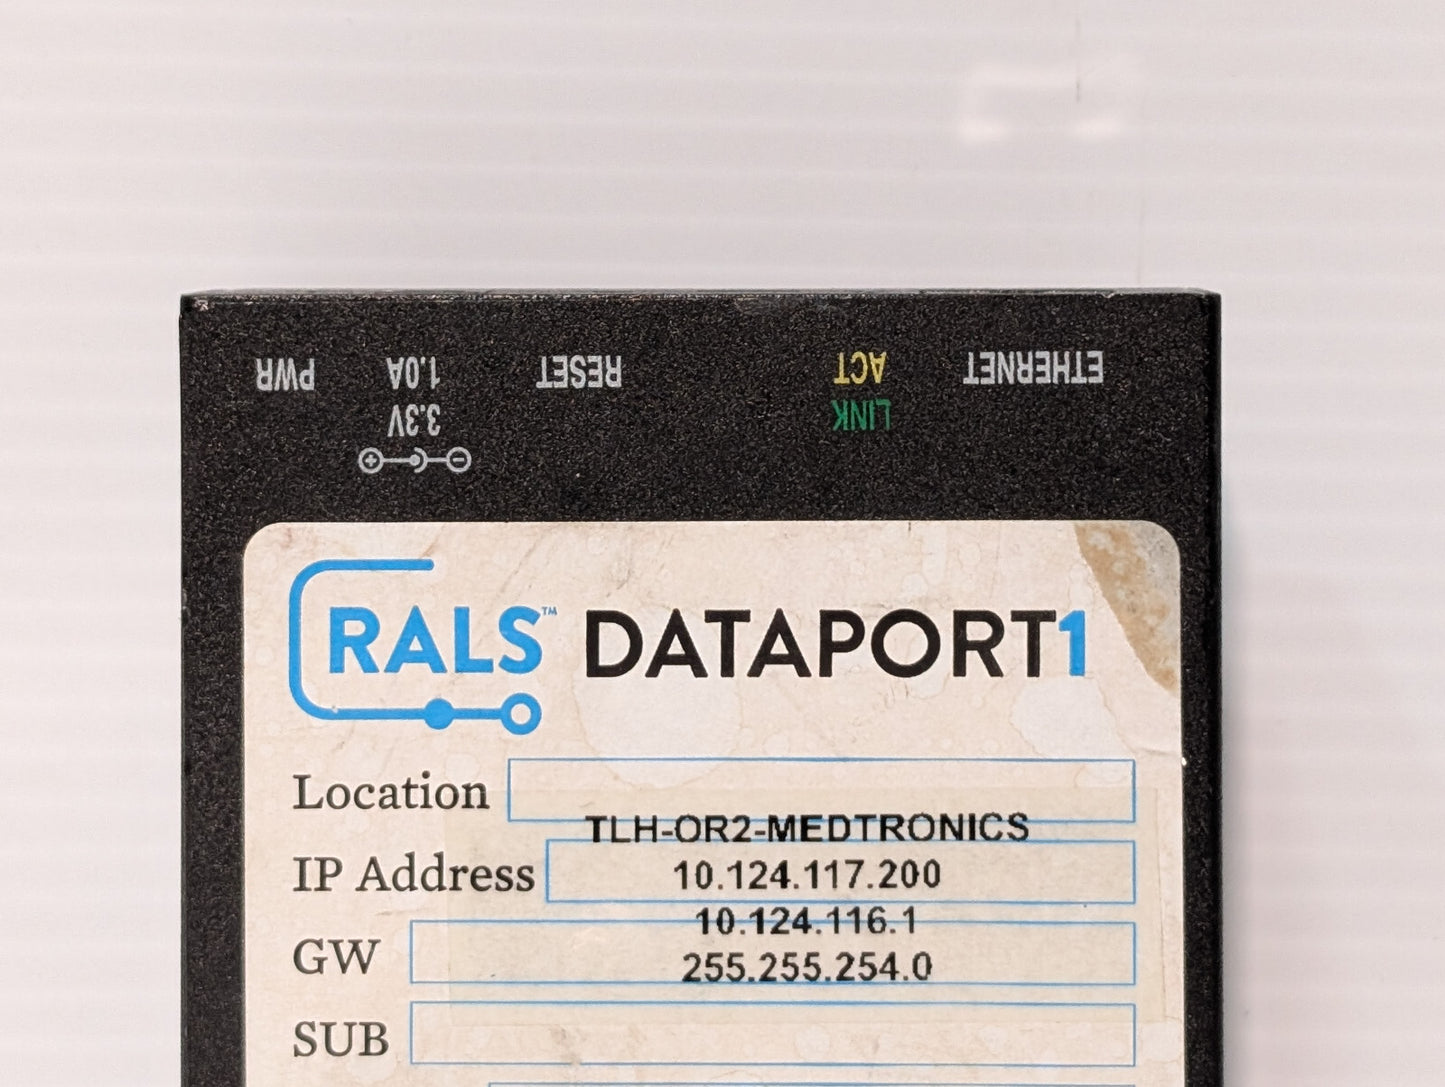 PWR 3.3V 1.0A RESET LINK ACT ETHERNET
RALS™ DATAPORT1
Location
TLH-OR2-MEDTRONICS
IP Address 10.124.117.200
10.124.116.1
GW
255.255.254.0
SUB